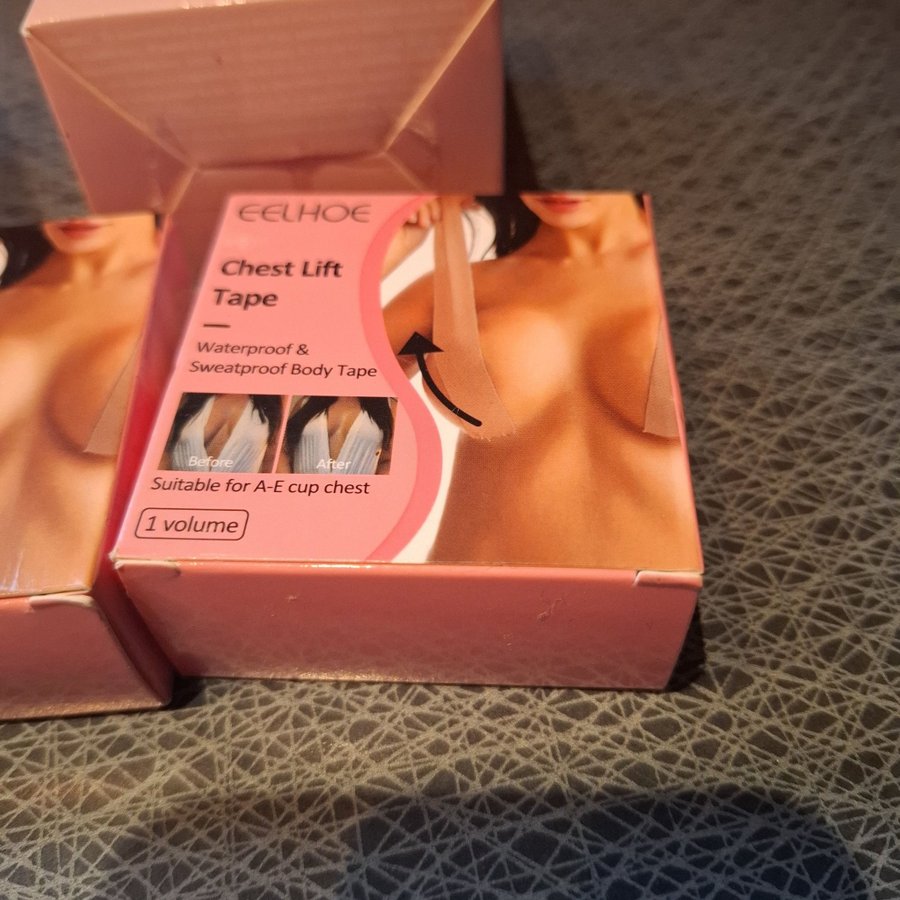 EELHOE
Chest Lift
Tape
Waterproof &
Sweatproof Body Tape
Before
After
Suitable for A-E cup chest
1 volume